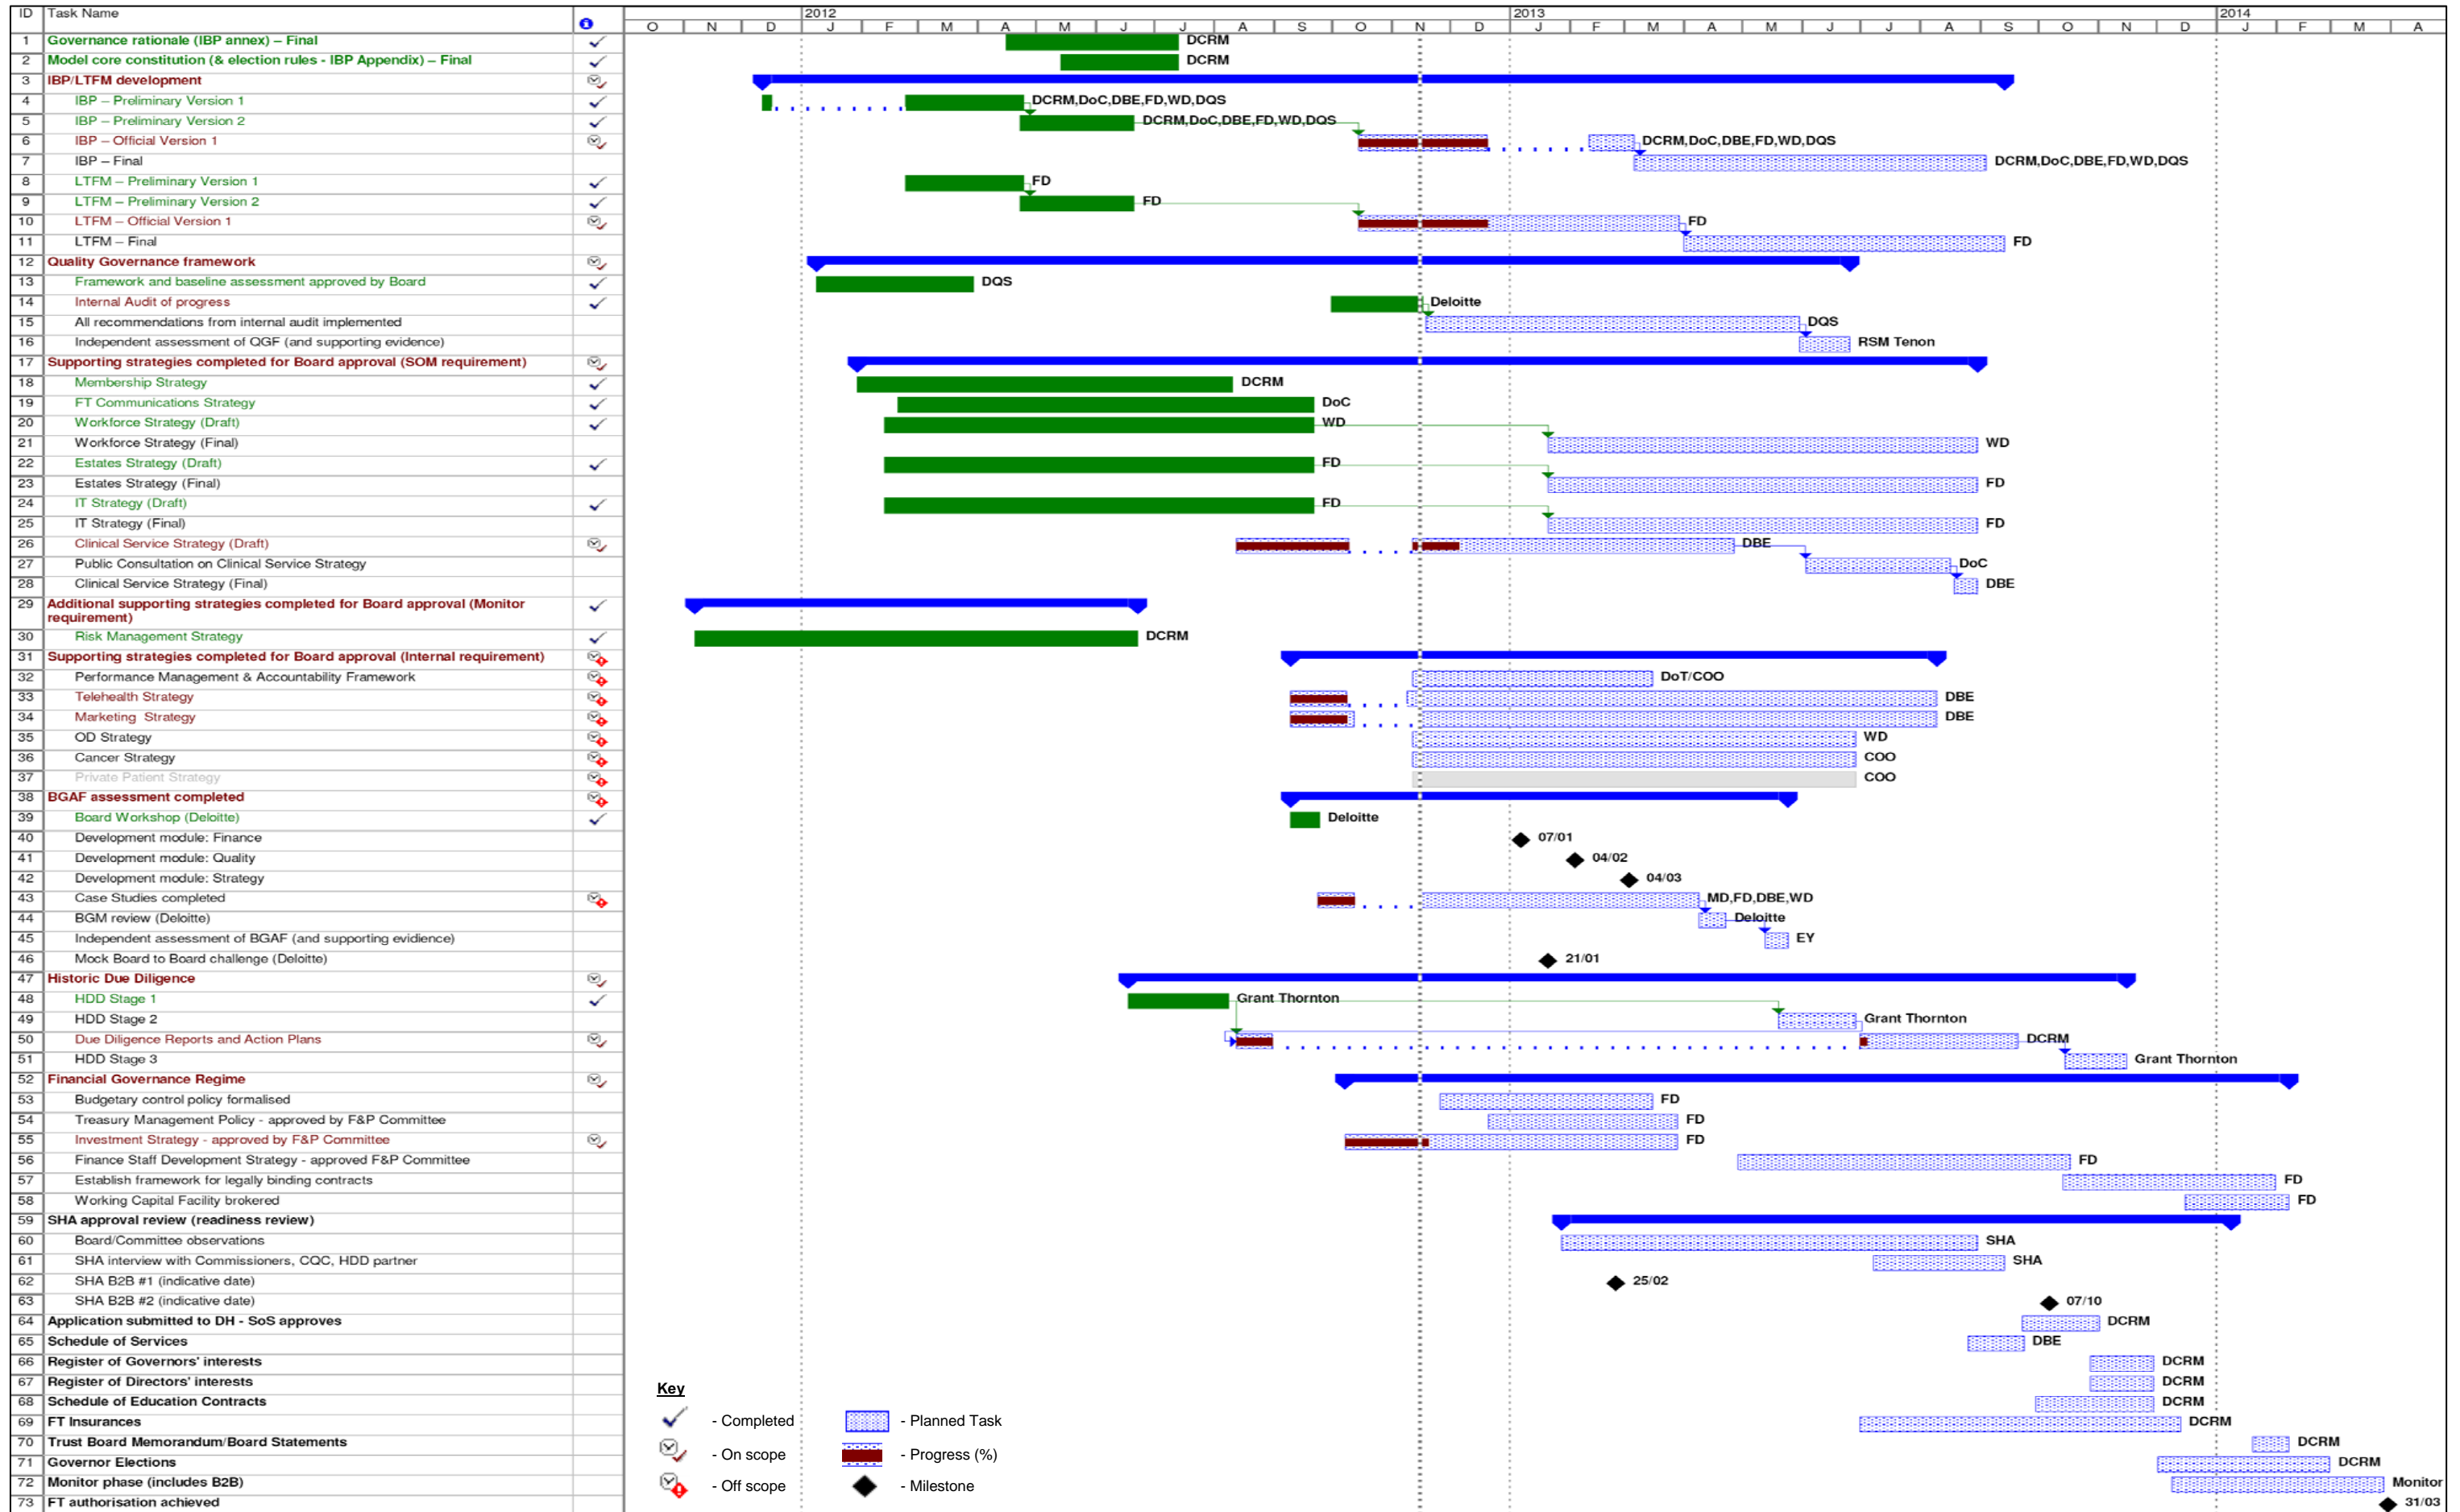 ID Task Name 2012 2013 2014
O N D J F M A M J J A S O N D J F M A M J J A S O N D J F M A
1 Governance rationale (IBP annex) – Final DCRM
2 Model core constitution (& election rules - IBP Appendix) – Final DCRM
3 IBP/LTFM development
4 IBP – Preliminary Version 1 DCRM,DoC,DBE,FD,WD,DQS
5 IBP – Preliminary Version 2 DCRM,DoC,DBE,FD,WD,DQS
6 IBP – Official Version 1 DCRM,DoC,DBE,FD,WD,DQS
7 IBP – Final DCRM,DoC,DBE,FD,WD,DQS
8 LTFM – Preliminary Version 1 FD
9 LTFM – Preliminary Version 2 FD
10 LTFM – Official Version 1 FD
11 LTFM – Final FD
12 Quality Governance framework
13 Framework and baseline assessment approved by Board DQS
14 Internal Audit of progress Deloitte
15 All recommendations from internal audit implemented DQS
16 Independent assessment of QGF (and supporting evidence) RSM Tenon
17 Supporting strategies completed for Board approval (SOM requirement)
18 Membership Strategy DCRM
19 FT Communications Strategy DoC
20 Workforce Strategy (Draft) WD
21 Workforce Strategy (Final) WD
22 Estates Strategy (Draft) FD
23 Estates Strategy (Final) FD
24 IT Strategy (Draft) FD
25 IT Strategy (Final) FD
26 Clinical Service Strategy (Draft) DBE
27 Public Consultation on Clinical Service Strategy DoC
28 Clinical Service Strategy (Final) DBE
29 Additional supporting strategies completed for Board approval (Monitor
requirement)
30 Risk Management Strategy DCRM
31 Supporting strategies completed for Board approval (Internal requirement)
32 Performance Management & Accountability Framework DoT/COO
33 Telehealth Strategy DBE
34 Marketing Strategy DBE
35 OD Strategy WD
36 Cancer Strategy COO
37 Private Patient Strategy COO
38 BGAF assessment completed
39 Board Workshop (Deloitte) Deloitte
40 Development module: Finance 07/01
41 Development module: Quality 04/02
42 Development module: Strategy 04/03
43 Case Studies completed MD,FD,DBE,WD
44 BGM review (Deloitte) Deloitte
45 Independent assessment of BGAF (and supporting evidience) EY
46 Mock Board to Board challenge (Deloitte) 21/01
47 Historic Due Diligence
48 HDD Stage 1 Grant Thornton
49 HDD Stage 2 Grant Thornton
50 Due Diligence Reports and Action Plans DCRM
51 HDD Stage 3 Grant Thornton
52 Financial Governance Regime
53 Budgetary control policy formalised FD
54 Treasury Management Policy - approved by F&P Committee FD
55 Investment Strategy - approved by F&P Committee FD
56 Finance Staff Development Strategy - approved F&P Committee FD
57 Establish framework for legally binding contracts FD
58 Working Capital Facility brokered FD
59 SHA approval review (readiness review)
60 Board/Committee observations SHA
61 SHA interview with Commissioners, CQC, HDD partner SHA
62 SHA B2B #1 (indicative date) 25/02
63 SHA B2B #2 (indicative date) 07/10
64 Application submitted to DH - SoS approves DCRM
65 Schedule of Services DBE
66 Register of Governors' interests DCRM
67 Register of Directors' interests DCRM
68 Schedule of Education Contracts DCRM
69 FT Insurances DCRM
70 Trust Board Memorandum/Board Statements DCRM
71 Governor Elections DCRM
72 Monitor phase (includes B2B) Monitor
73 FT authorisation achieved 31/03
Key
- Completed - Planned Task
- On scope - Progress (%)
- Off scope - Milestone